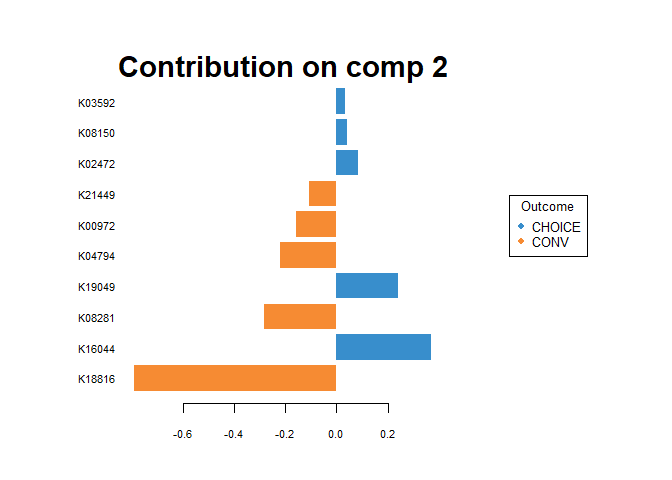 Contribution on comp 2
K03592
K08150
K02472
K21449
K00972
K04794
K19049
K08281
K16044
K18816
Outcome
CHOICE
CONV
-0.6 -0.4 -0.2 0.0 0.2